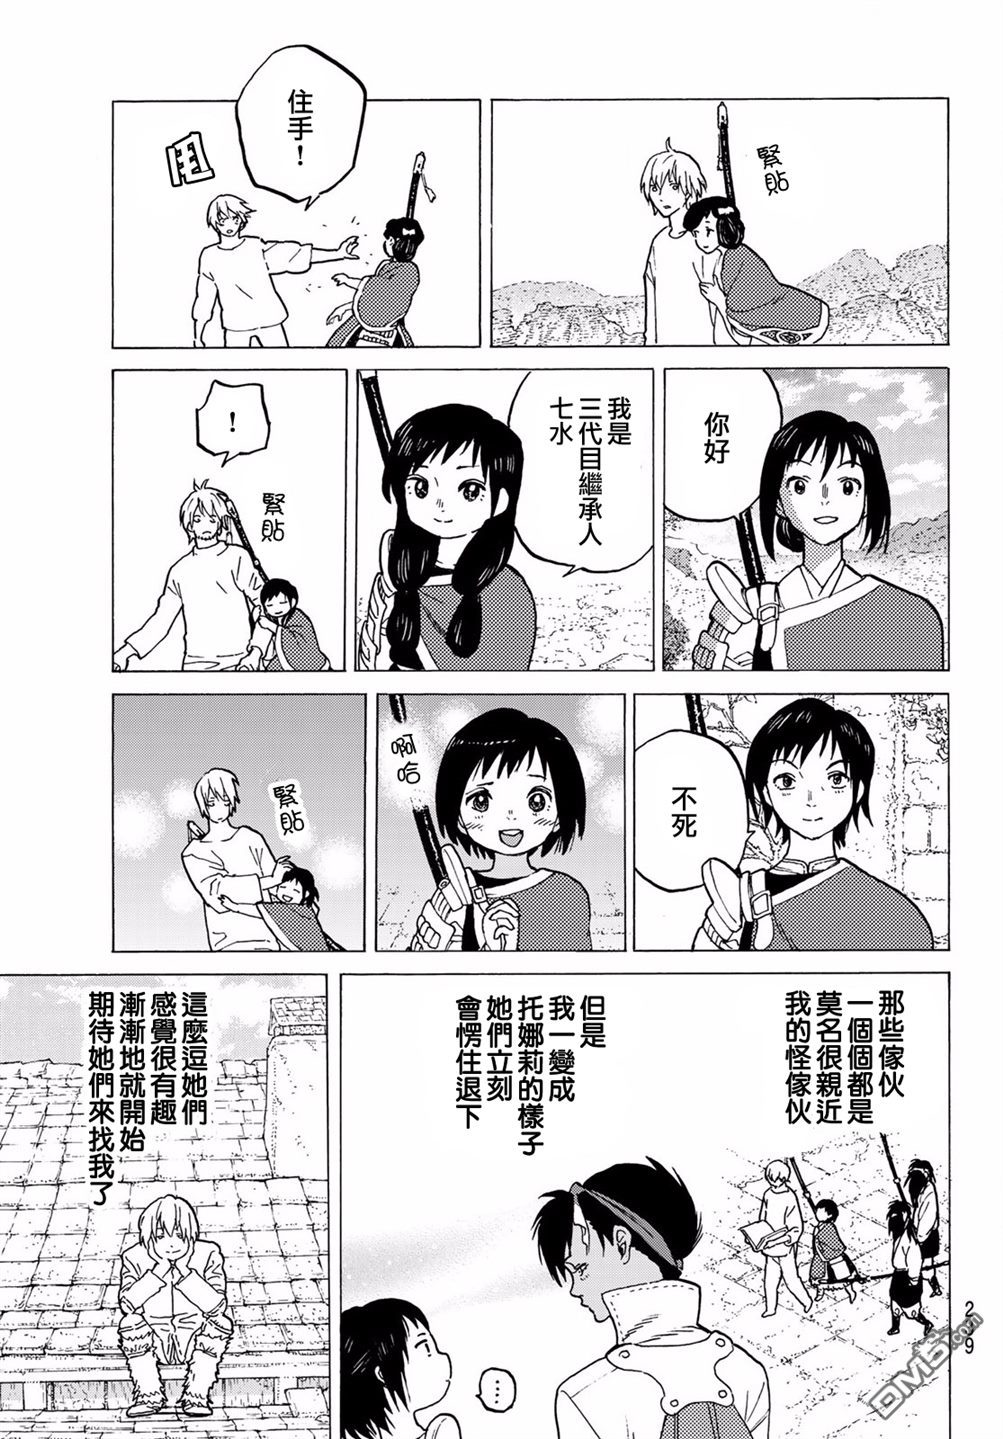 緊貼
住手！
甩
你好
我是
三代目繼承人
七水
！
緊貼
不死
啊哈
緊貼
那些傢伙
一個個都是
莫名很親近
我的怪傢伙
但是
我一變成
托娜莉的樣子
她們立刻
會愣住退下
…
這麼逗她們
感覺很有趣
漸漸地就開始
期待她們來找我了
299
DM5.com